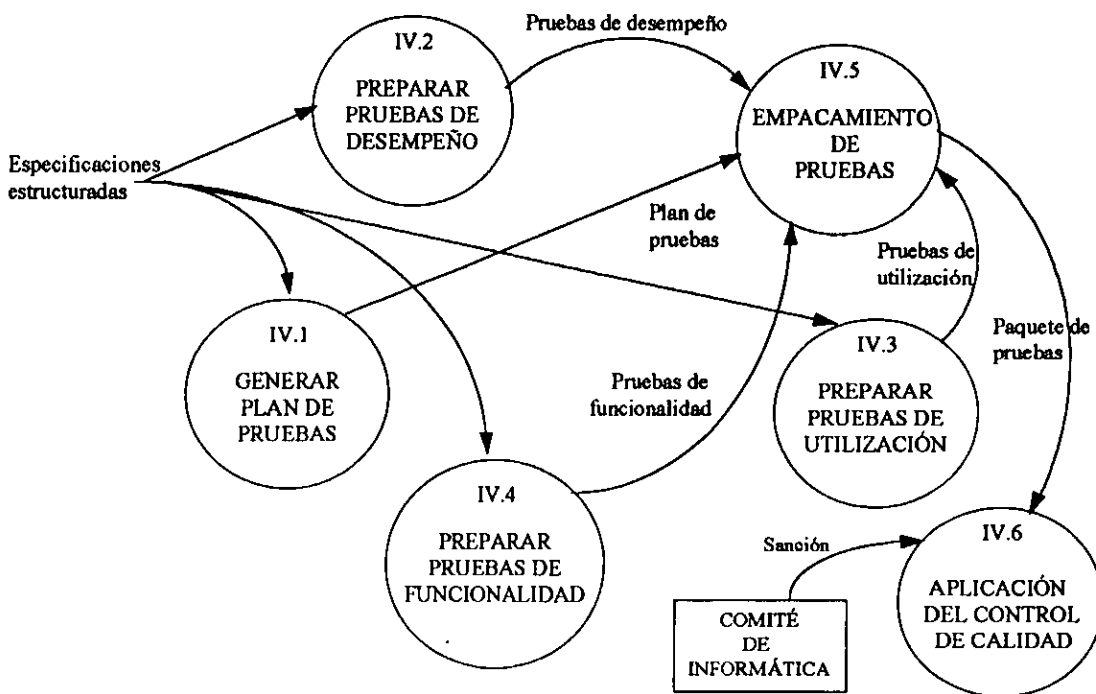 Pruebas de desempeño
IV.2
PREPARAR
PRUEBAS DE
DESEMPEÑO
IV.5
EMPACAMIENTO
DE
PRUEBAS
Especificaciones
estructuradas
Plan de
pruebas
Pruebas de
utilización
IV.1
GENERAR
PLAN DE
PRUEBAS
IV.3
PREPARAR
PRUEBAS DE
UTILIZACIÓN
Paquete de
pruebas
Pruebas de
funcionalidad
IV.4
PREPARAR
PRUEBAS DE
FUNCIONALIDAD
Sanción
IV.6
APLICACIÓN
DEL CONTROL
DE CALIDAD
COMITÉ
DE
INFORMÁTICA